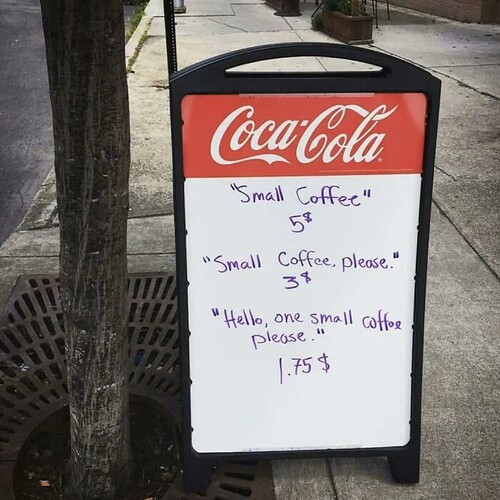 Coca-Cola
"Small Coffee"
5$
"Small Coffee, please."
3$
"Hello, one small coffee
please."
1.75 $